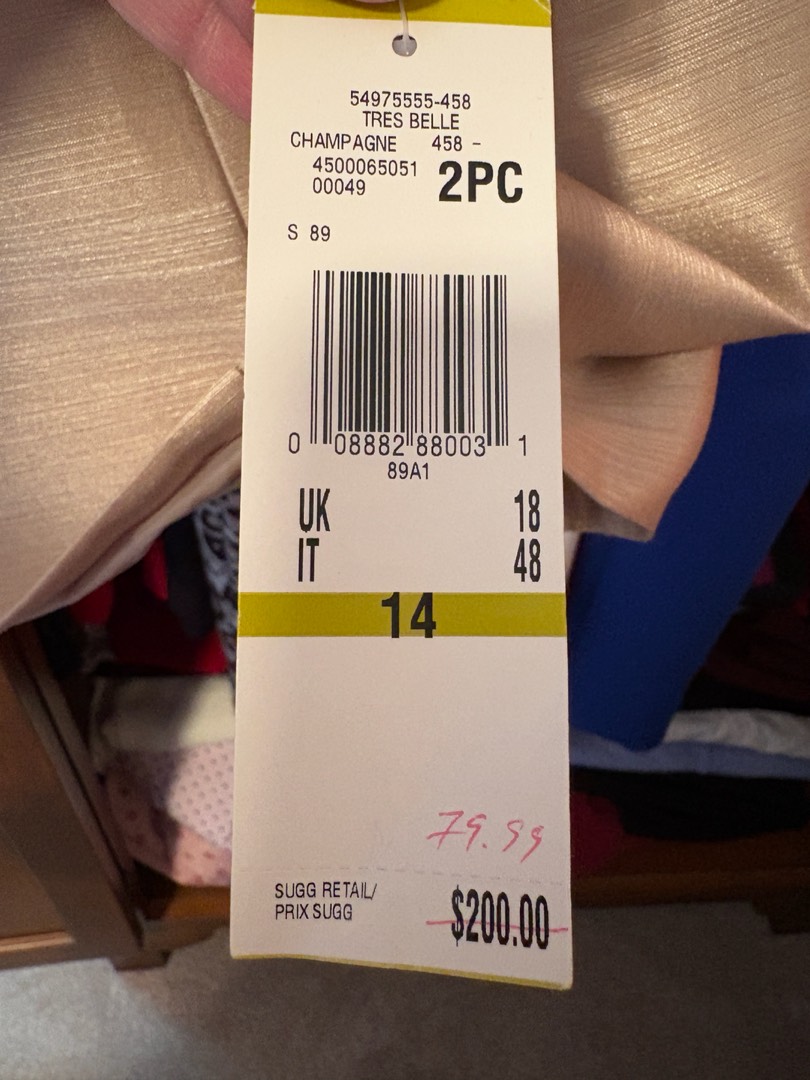 54975555-458
TRES BELLE
CHAMPAGNE 458 -
4500065051
00049
2PC
S 89
0 08882 88003 1
89A1
UK 18
IT 48
14
79.99
SUGG RETAIL/
PRIX SUGG
$200.00